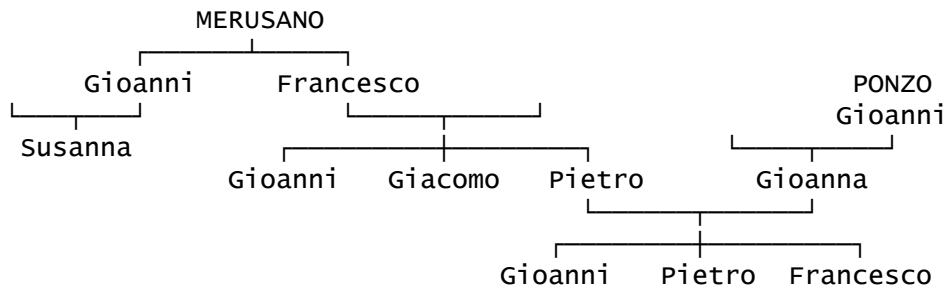 MERUSANO
Gioanni Francesco PONZO
Gioanni
Susanna
Gioanni Giacomo Pietro Gioanna
Gioanni Pietro Francesco